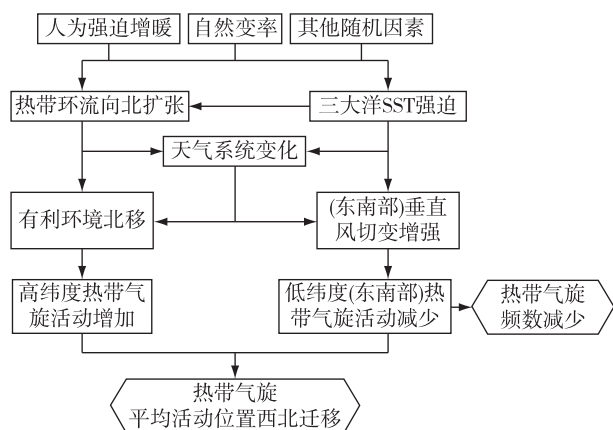 人为强迫增暖
自然变率
其他随机因素
热带环流向北扩张
三大洋SST强迫
天气系统变化
有利环境北移
(东南部)垂直
风切变增强
高纬度热带气
旋活动增加
低纬度(东南部)热
带气旋活动减少
热带气旋
频数减少
热带气旋
平均活动位置西北迁移